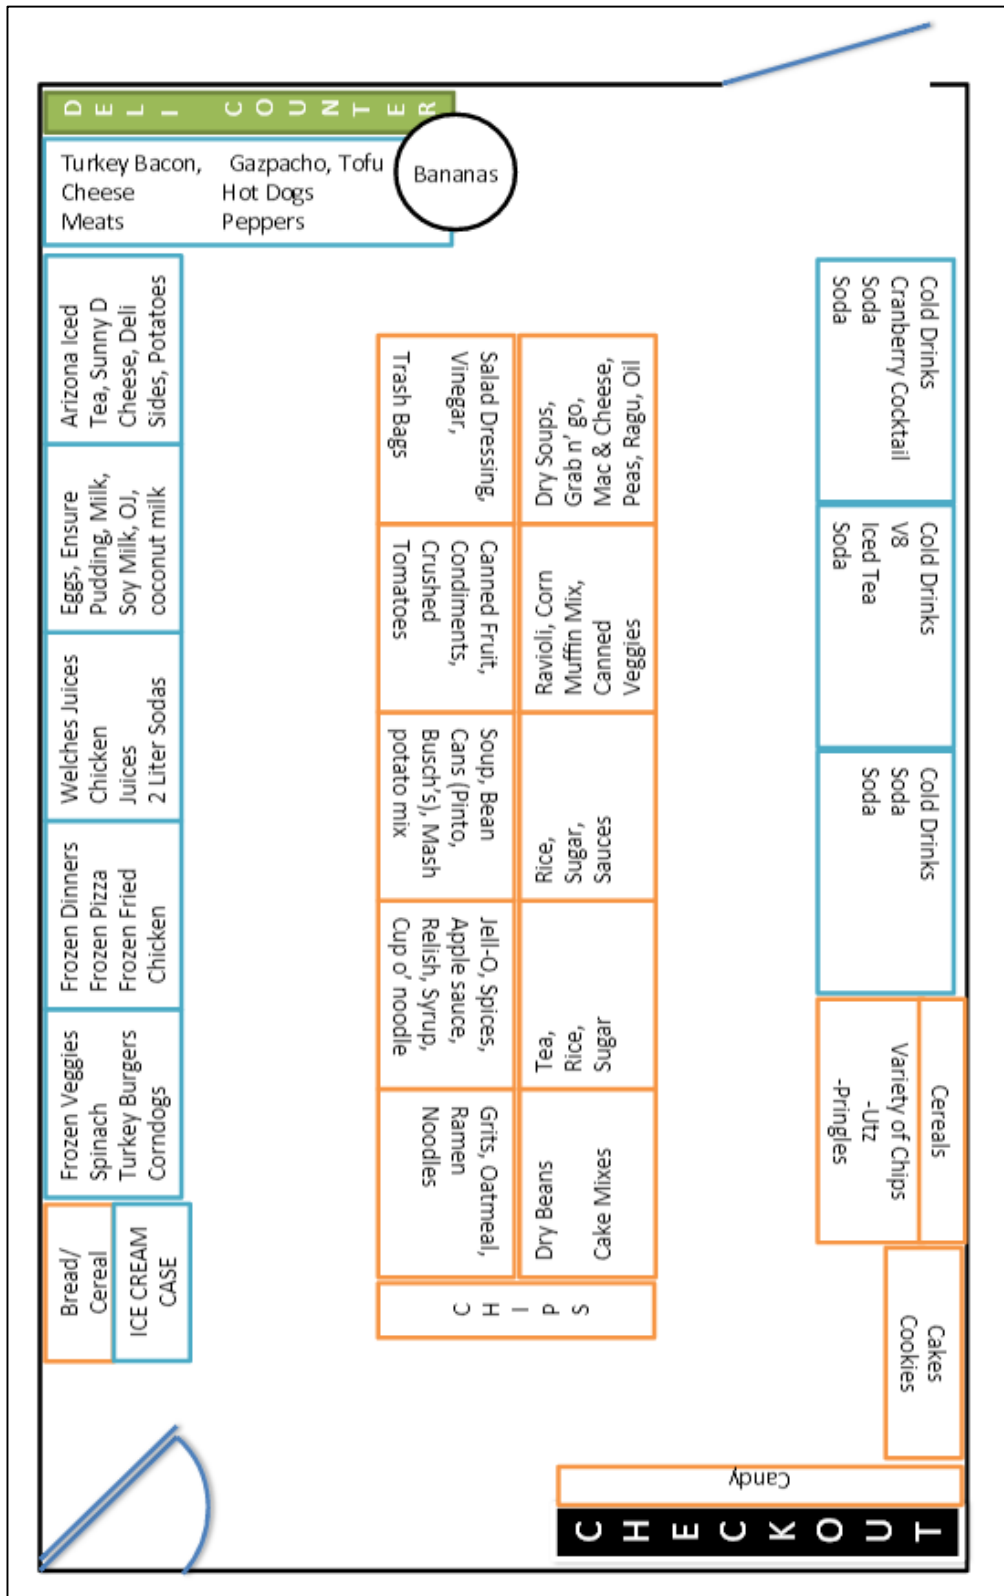 DELI COUNTER
Turkey Bacon,
Cheese
Meats
Gazpacho, Tofu
Hot Dogs
Peppers
Bananas
Arizona Iced
Tea, Sunny D
Cheese, Deli
Sides, Potatoes
Eggs, Ensure
Pudding, Milk,
Soy Milk, OJ,
coconut milk
Welches Juices
Chicken
Juices
2 Liter Sodas
Frozen Dinners
Frozen Pizza
Frozen Fried
Chicken
Frozen Veggies
Spinach
Turkey Burgers
Corndogs
Bread/
Cereal
ICE CREAM
CASE
Salad Dressing,
Vinegar,
Trash Bags
Canned Fruit,
Condiments,
Crushed
Tomatoes
Soup, Bean
Cans (Pinto,
Busch's), Mash
potato mix
Jell-O, Spices,
Apple sauce,
Relish, Syrup,
Cup o' noodle
Grits, Oatmeal,
Ramen
Noodles
Dry Soups,
Grab n' go,
Mac & Cheese,
Peas, Ragu, Oil
Ravioli, Corn
Muffin Mix,
Canned
Veggies
Rice,
Sugar,
Sauces
Tea,
Rice,
Sugar
Dry Beans
Cake Mixes
CHIPS
Cold Drinks
Cranberry Cocktail
Soda
Soda
Cold Drinks
V8
Iced Tea
Soda
Cold Drinks
Soda
Soda
Cereals
Variety of Chips
-Utz
-Pringles
Cakes
Cookies
Candy
CHECKOUT